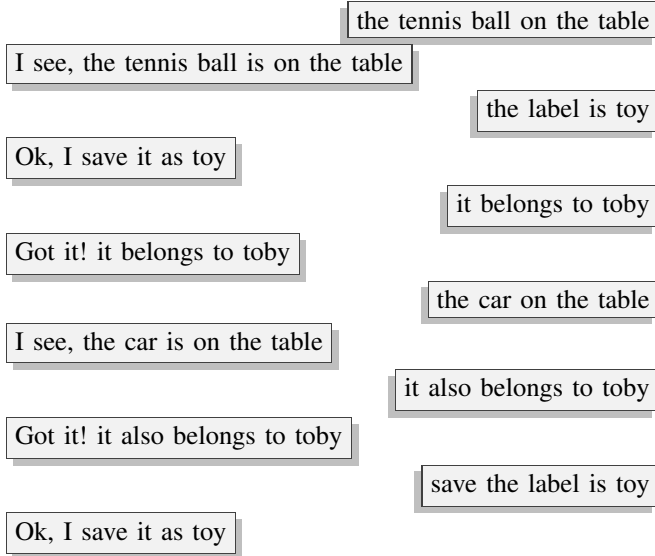 the tennis ball on the table
I see, the tennis ball is on the table
the label is toy
Ok, I save it as toy
it belongs to toby
Got it! it belongs to toby
the car on the table
I see, the car is on the table
it also belongs to toby
Got it! it also belongs to toby
save the label is toy
Ok, I save it as toy